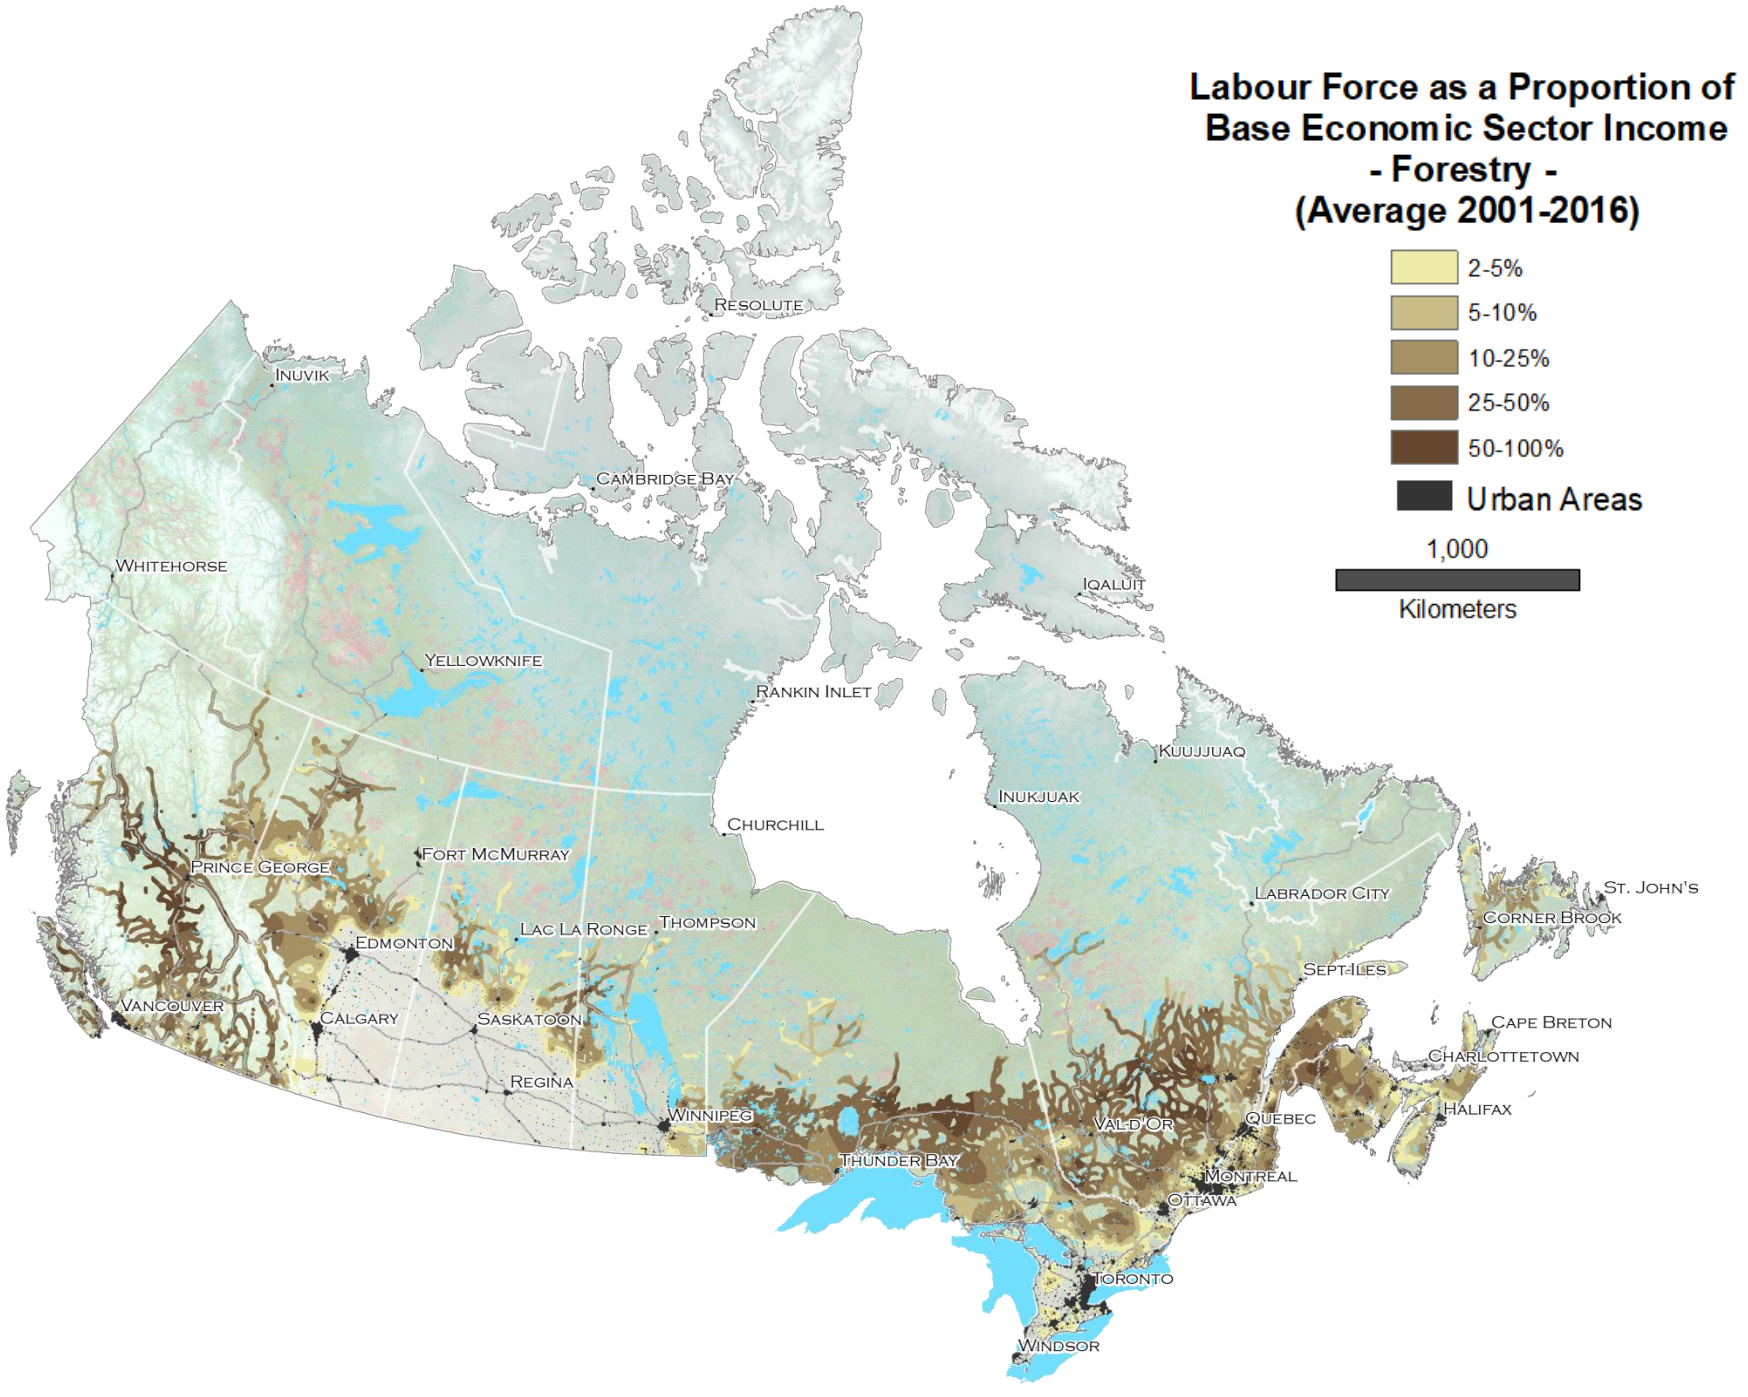 Labour Force as a Proportion of
Base Economic Sector Income
- Forestry -
(Average 2001-2016)
2-5%
5-10%
10-25%
25-50%
50-100%
Urban Areas
1,000
Kilometers
RESOLUTE
INUVIK
CAMBRIDGE BAY
WHITEHORSE
IQALUIT
YELLOWKNIFE
RANKIN INLET
KUUJJUAQ
INUKJUAK
CHURCHILL
FORT MCMURRAY
PRINCE GEORGE
LABRADOR CITY
ST. JOHN'S
CORNER BROOK
THOMPSON
LAC LA RONGE
EDMONTON
SEPT-ILES
VANCOUVER
CALGARY
SASKATOON
CAPE BRETON
CHARLOTTETOWN
REGINA
WINNIPEG
HALIFAX
QUEBEC
VAL-D'OR
THUNDER BAY
MONTREAL
OTTAWA
TORONTO
WINDSOR